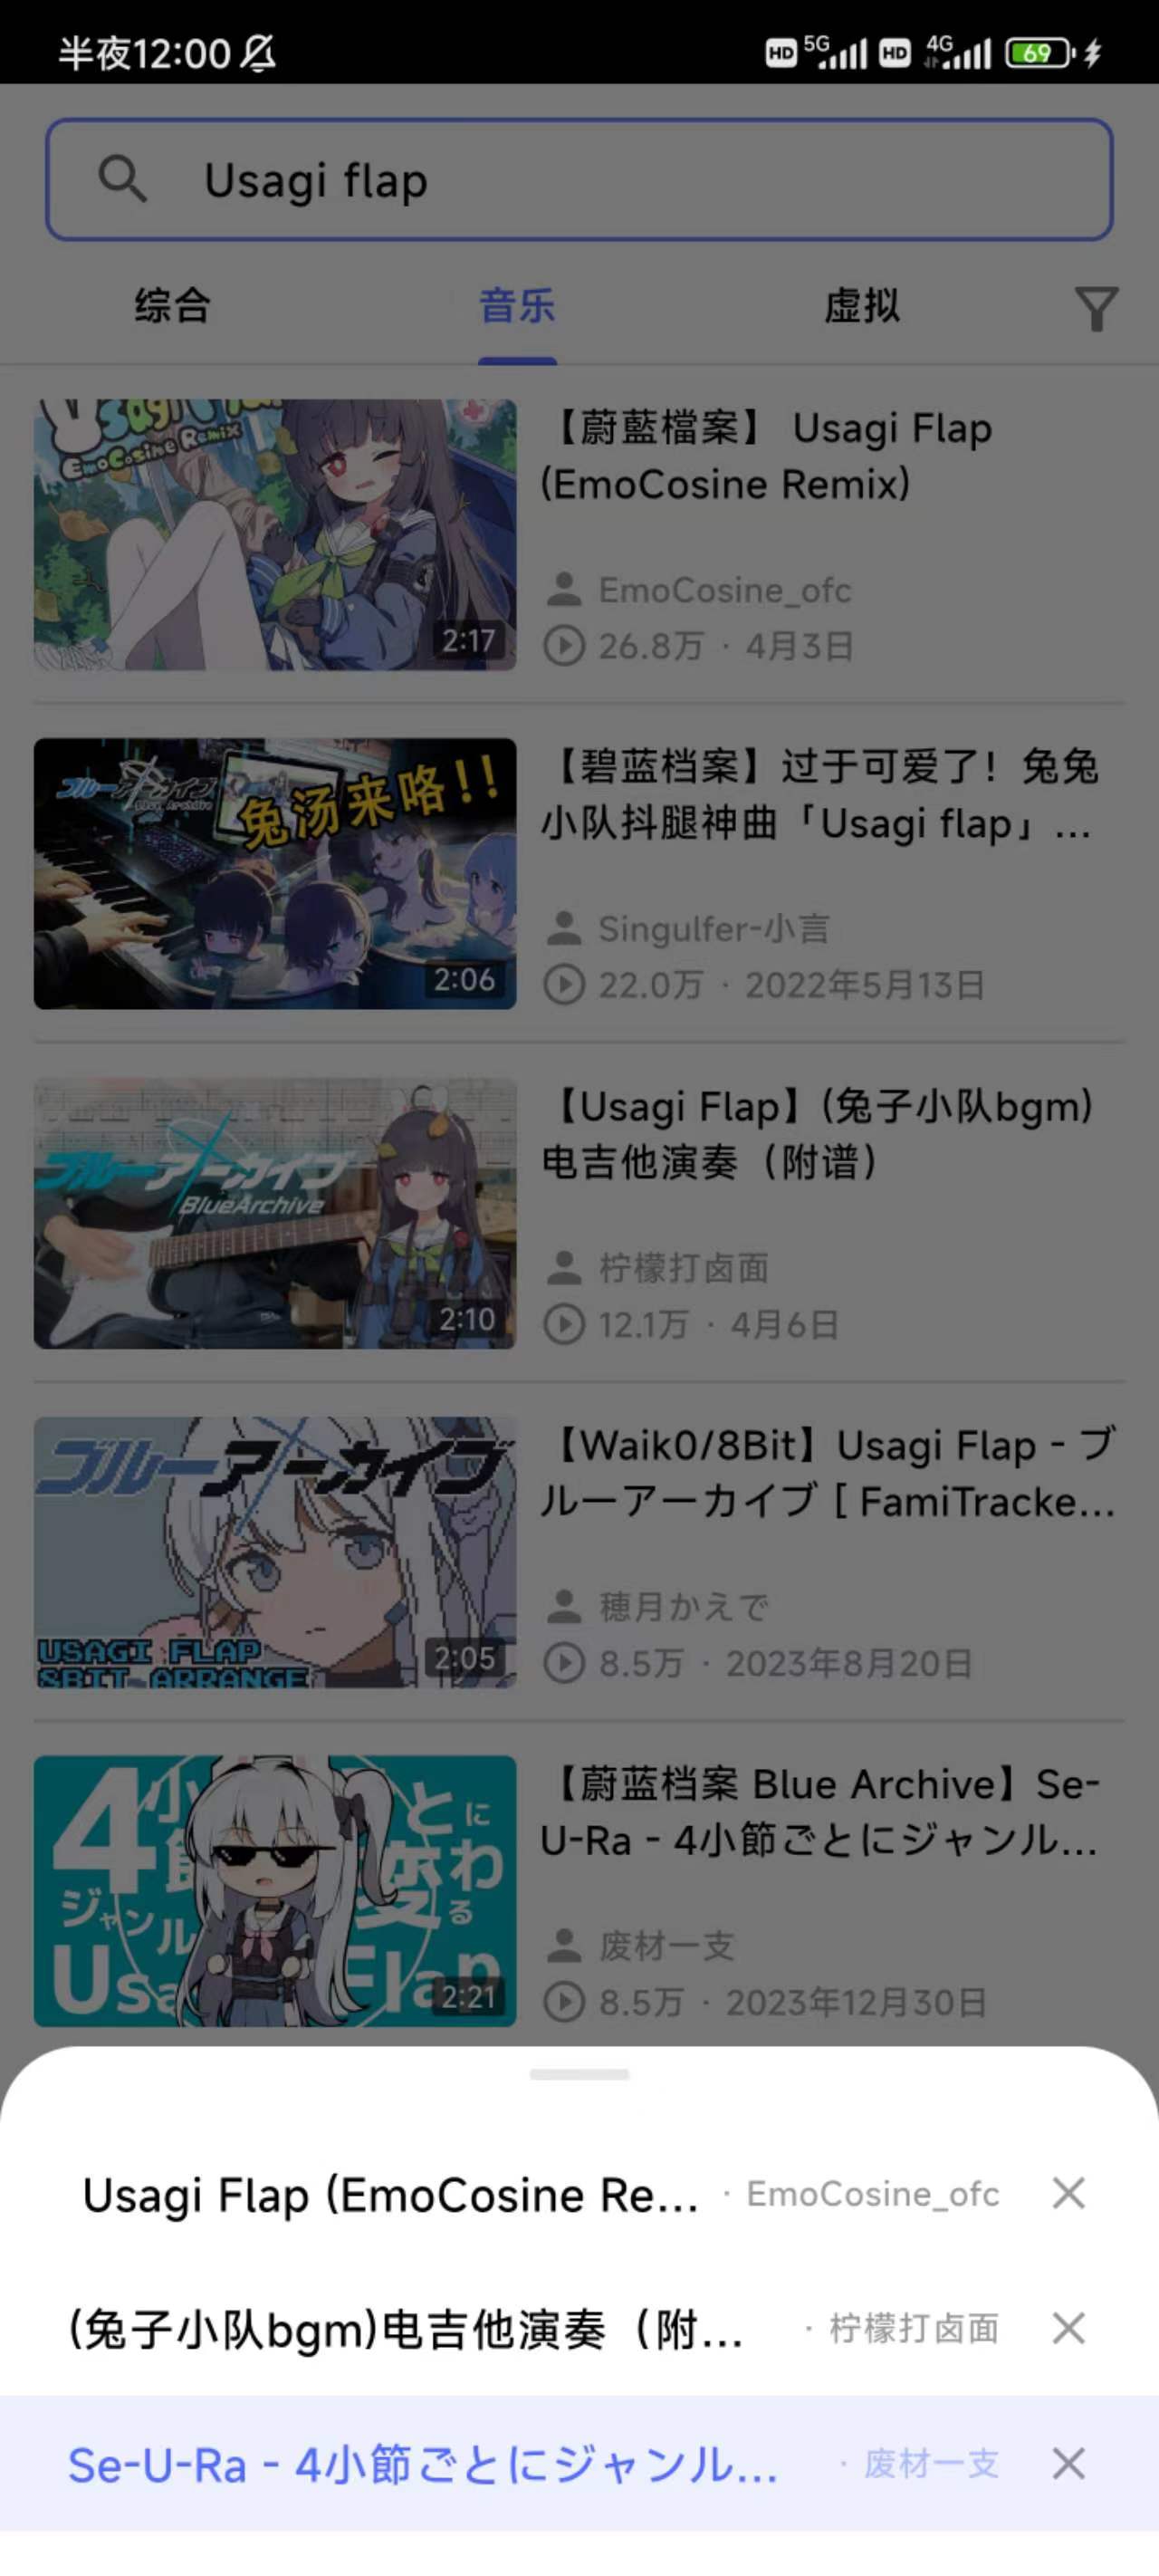 半夜12:00
HD 5G HD 4G 69
Usagi flap
综合 音乐 虚拟
Usagi Flap
EmoCosine Remix
2:17
【蔚藍檔案】 Usagi Flap
(EmoCosine Remix)
EmoCosine_ofc
26.8万 · 4月3日
ブルーアーカイブ
Blue Archive
兔汤来咯!!
2:06
【碧蓝档案】过于可爱了！兔兔
小队抖腿神曲「Usagi flap」...
Singulfer-小言
22.0万 · 2022年5月13日
ブルーアーカイブ
BlueArchive
2:10
【Usagi Flap】(兔子小队bgm)
电吉他演奏（附谱）
柠檬打卤面
12.1万 · 4月6日
ブルーアーカイブ
USAGI FLAP
8BIT ARRANGE
2:05
【Waik0/8Bit】Usagi Flap - ブ
ルーアーカイブ [ FamiTracke...
穂月かえで
8.5万 · 2023年8月20日
4小節ごとに
ジャンル変わる
Usagi Flap
2:21
【蔚蓝档案 Blue Archive】Se-
U-Ra - 4小節ごとにジャンル...
废材一支
8.5万 · 2023年12月30日
Usagi Flap (EmoCosine Re... · EmoCosine_ofc
(兔子小队bgm)电吉他演奏（附... · 柠檬打卤面
Se-U-Ra - 4小節ごとにジャンル... · 废材一支